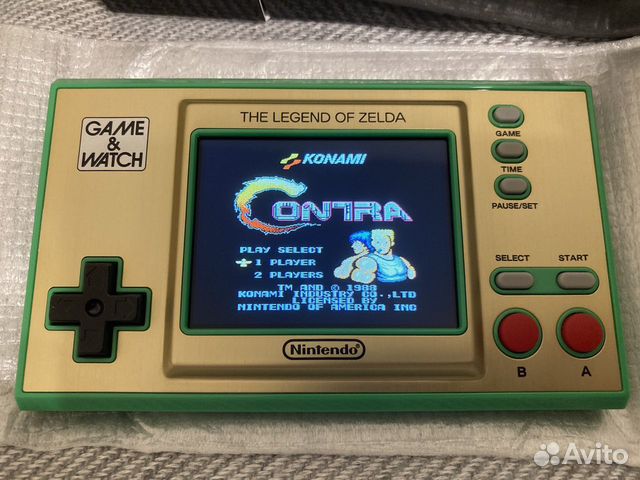 THE LEGEND OF ZELDA
GAME
&
WATCH
KONAMI
CONTRA
PLAY SELECT
1 PLAYER
2 PLAYERS
TM AND © 1988
KONAMI INDUSTRY CO.,LTD
LICENSED BY
NINTENDO OF AMERICA INC
Nintendo
GAME
TIME
PAUSE/SET
SELECT
START
B
A
Avito